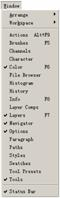 Window
Arrange
Workspace
Actions Alt+F9
Brushes F5
Channels
Character
Color F6
File Browser
Histogram
History
Info F8
Layer Comps
Layers F7
Navigator
Options
Paragraph
Paths
Styles
Swatches
Tool Presets
Tools
Status Bar